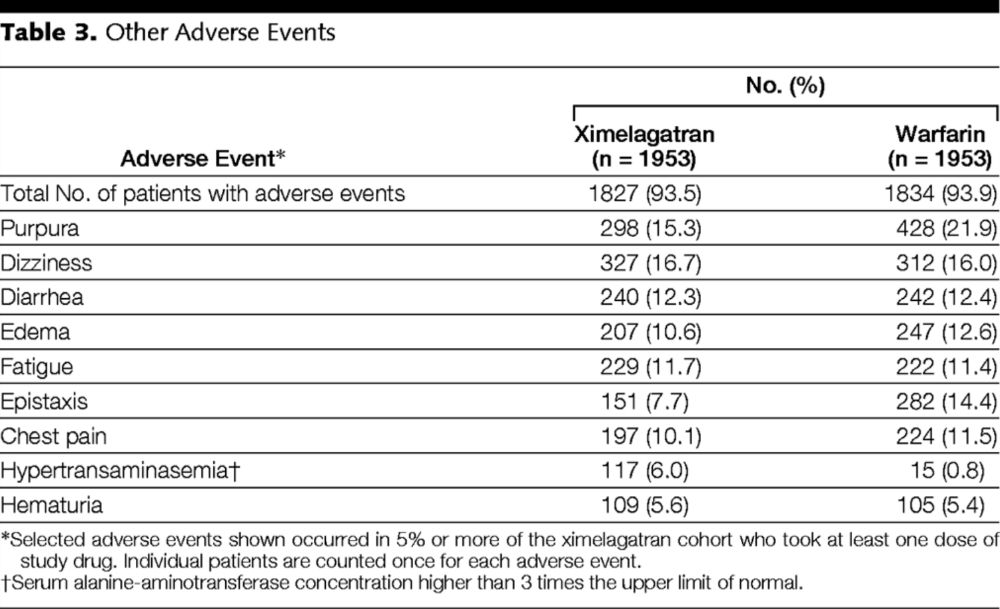 Table 3. Other Adverse Events
No. (%)
Adverse Event* Ximelagatran (n = 1953) Warfarin (n = 1953)
Total No. of patients with adverse events 1827 (93.5) 1834 (93.9)
Purpura 298 (15.3) 428 (21.9)
Dizziness 327 (16.7) 312 (16.0)
Diarrhea 240 (12.3) 242 (12.4)
Edema 207 (10.6) 247 (12.6)
Fatigue 229 (11.7) 222 (11.4)
Epistaxis 151 (7.7) 282 (14.4)
Chest pain 197 (10.1) 224 (11.5)
Hypertransaminasemia† 117 (6.0) 15 (0.8)
Hematuria 109 (5.6) 105 (5.4)
*Selected adverse events shown occurred in 5% or more of the ximelagatran cohort who took at least one dose of
study drug. Individual patients are counted once for each adverse event.
†Serum alanine-aminotransferase concentration higher than 3 times the upper limit of normal.